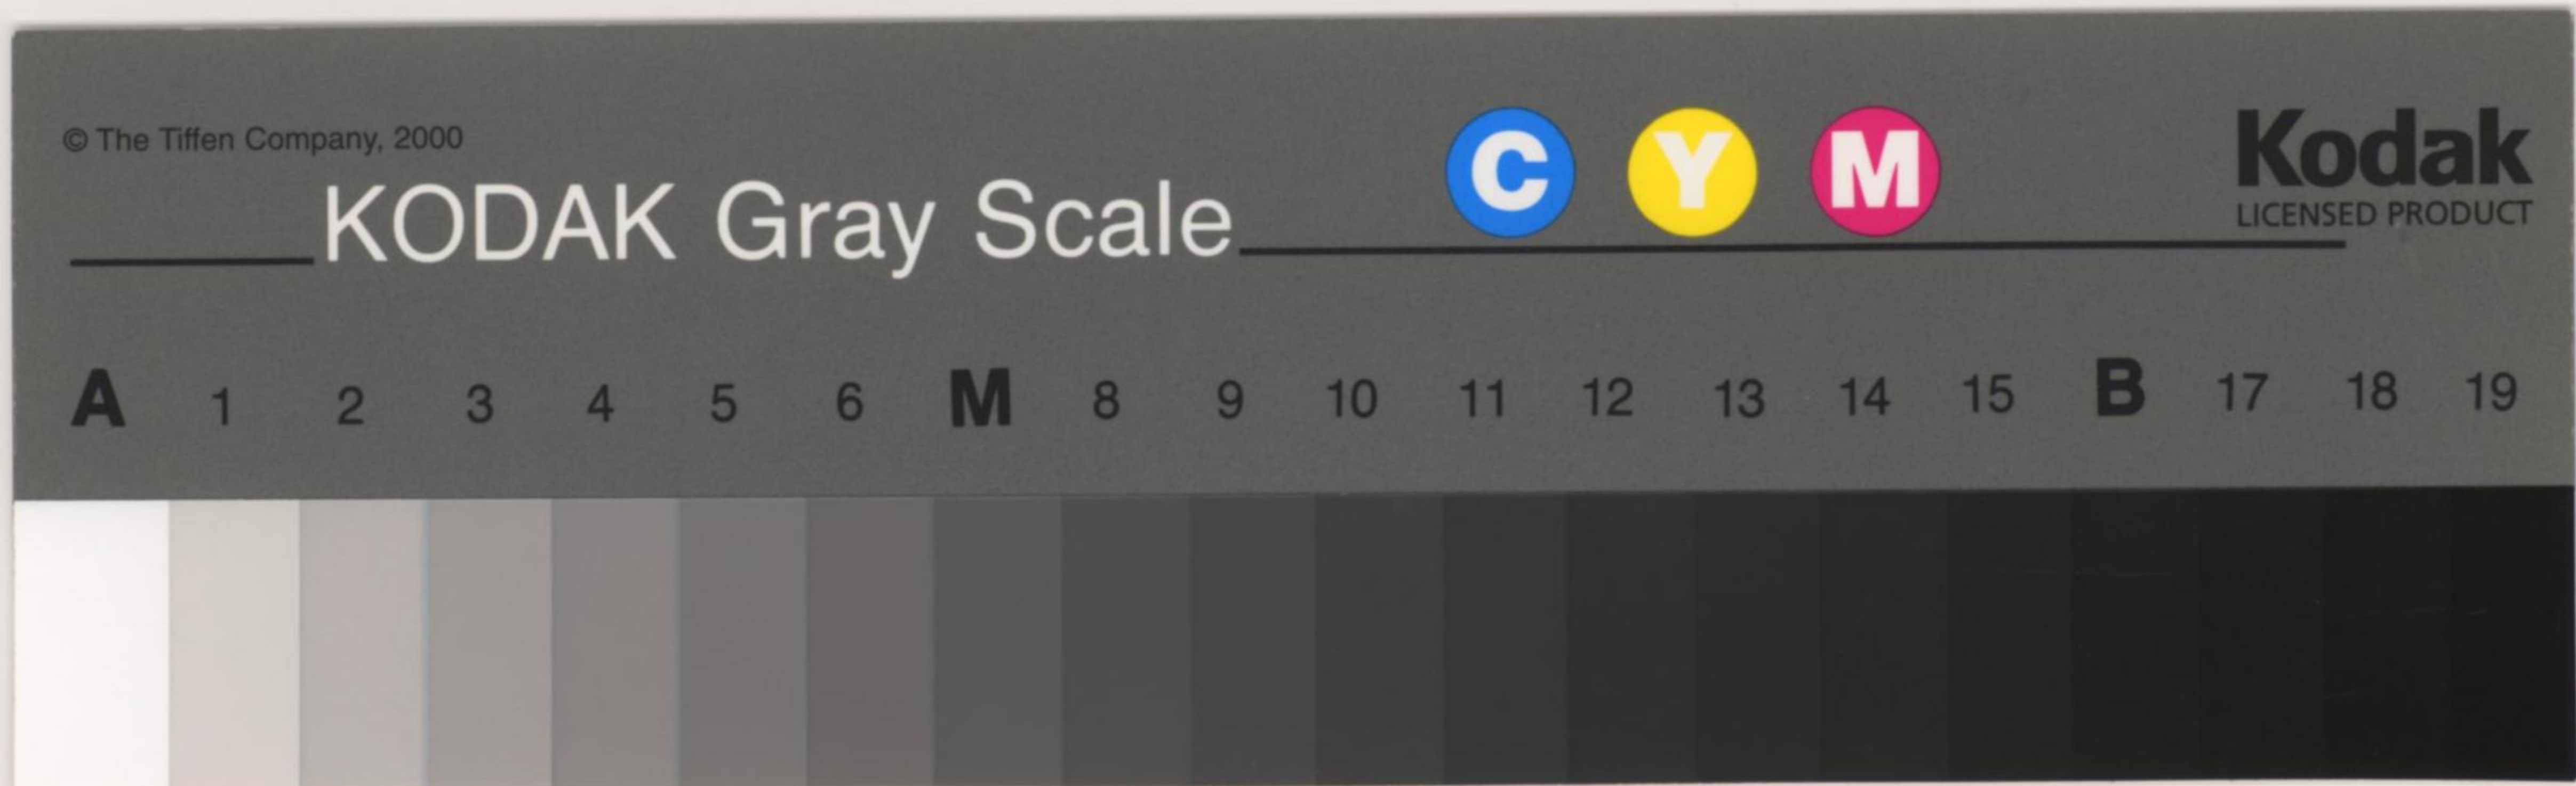 © The Tiffen Company, 2000
KODAK Gray Scale
C Y M
Kodak
LICENSED PRODUCT
A 1 2 3 4 5 6 M 8 9 10 11 12 13 14 15 B 17 18 19